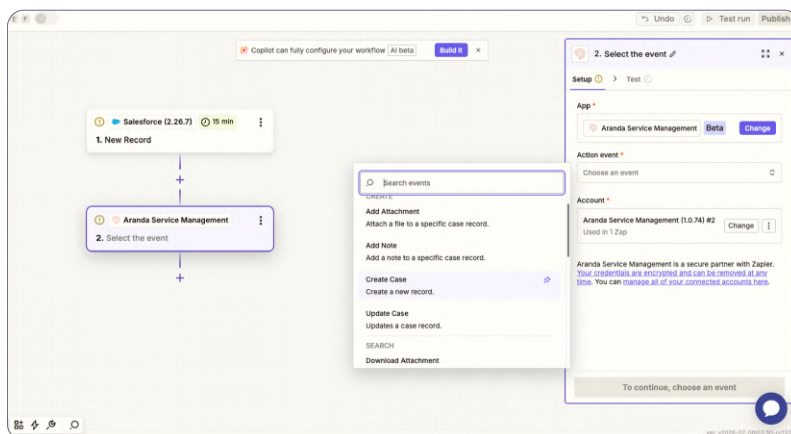 Undo
Test run
Publish
Copilot can fully configure your workflow
AI beta
Build it
Salesforce (2.26.7)
15 min
1. New Record
Aranda Service Management
2. Select the event
Search events
CREATE
Add Attachment
Attach a file to a specific case record.
Add Note
Add a note to a specific case record.
Create Case
Create a new record.
Update Case
Updates a case record.
SEARCH
Download Attachment
2. Select the event
Setup
Test
App *
Aranda Service Management
Beta
Change
Action event *
Choose an event
Account *
Aranda Service Management (1.0.74) #2
Used in 1 Zap
Change
Aranda Service Management is a secure partner with Zapier.
Your credentials are encrypted and can be removed at any
time. You can manage all of your connected accounts here.
To continue, choose an event